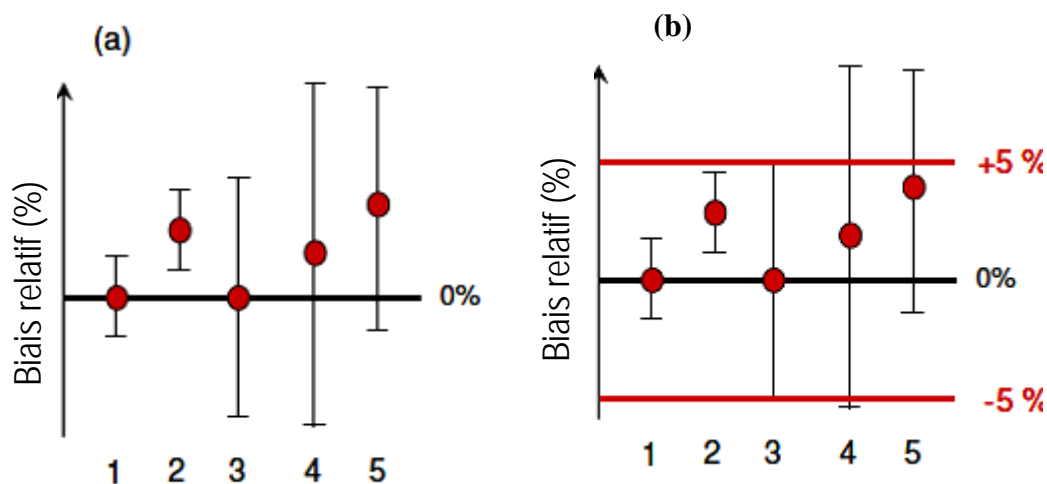 (a)
Biais relatif (%)
0%
1 2 3 4 5
(b)
Biais relatif (%)
+5 %
0%
-5 %
1 2 3 4 5